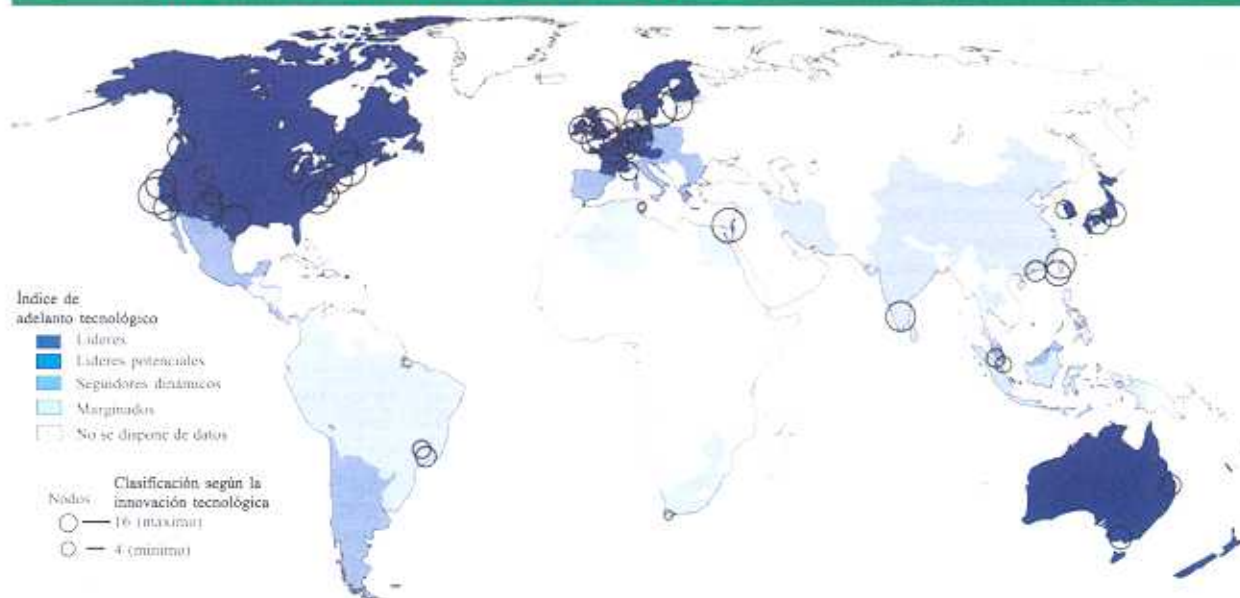 Índice de
adelanto tecnológico
Líderes
Líderes potenciales
Seguidores dinámicos
Marginados
No se dispone de datos
Clasificación según la
Nodos innovación tecnológica
16 (máximo)
4 (mínimo)